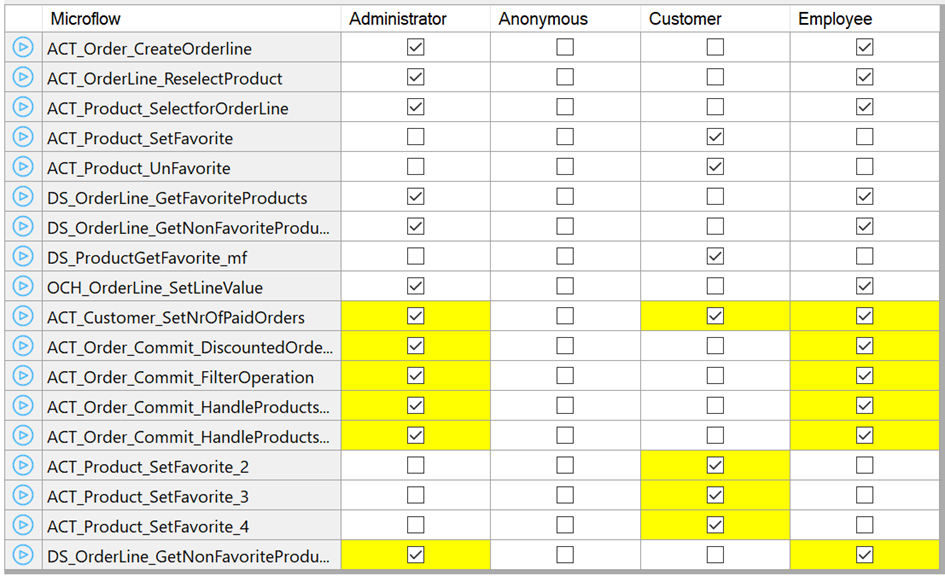 Microflow Administrator Anonymous Customer Employee
ACT_Order_CreateOrderline
ACT_OrderLine_ReselectProduct
ACT_Product_SelectforOrderLine
ACT_Product_SetFavorite
ACT_Product_UnFavorite
DS_OrderLine_GetFavoriteProducts
DS_OrderLine_GetNonFavoriteProdu...
DS_ProductGetFavorite_mf
OCH_OrderLine_SetLineValue
ACT_Customer_SetNrOfPaidOrders
ACT_Order_Commit_DiscountedOrde...
ACT_Order_Commit_FilterOperation
ACT_Order_Commit_HandleProducts...
ACT_Order_Commit_HandleProducts...
ACT_Product_SetFavorite_2
ACT_Product_SetFavorite_3
ACT_Product_SetFavorite_4
DS_OrderLine_GetNonFavoriteProdu...